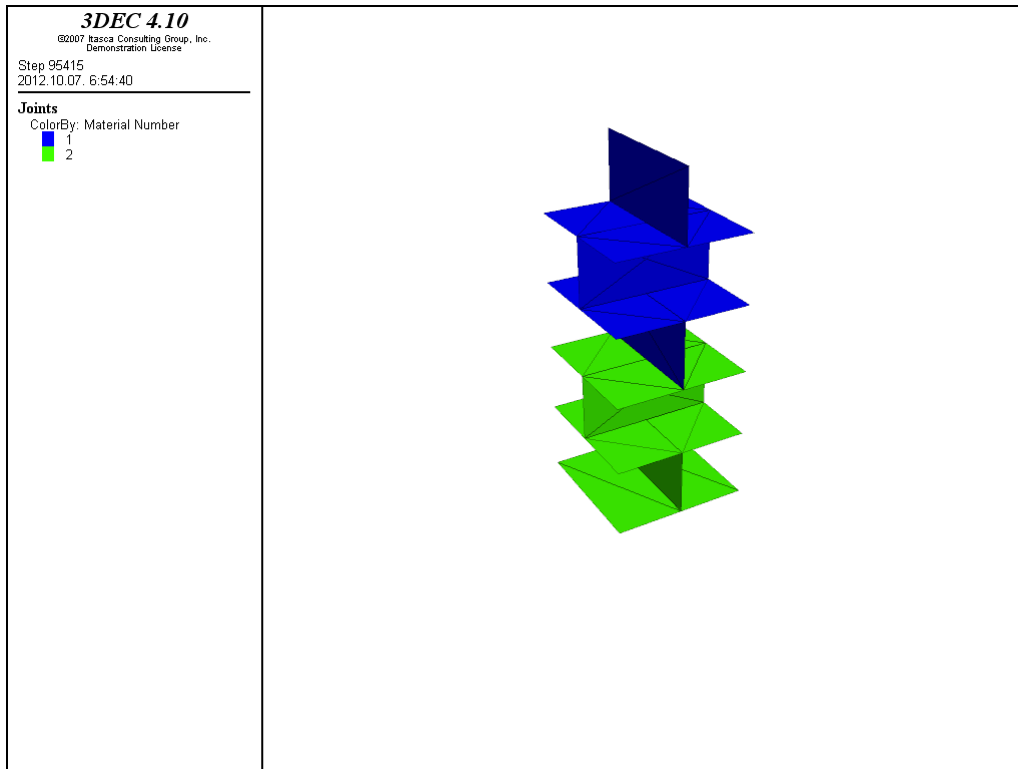 3DEC 4.10
©2007 Itasca Consulting Group, Inc.
Demonstration License
Step 95415
2012.10.07. 6:54:40
Joints
ColorBy: Material Number
1
2